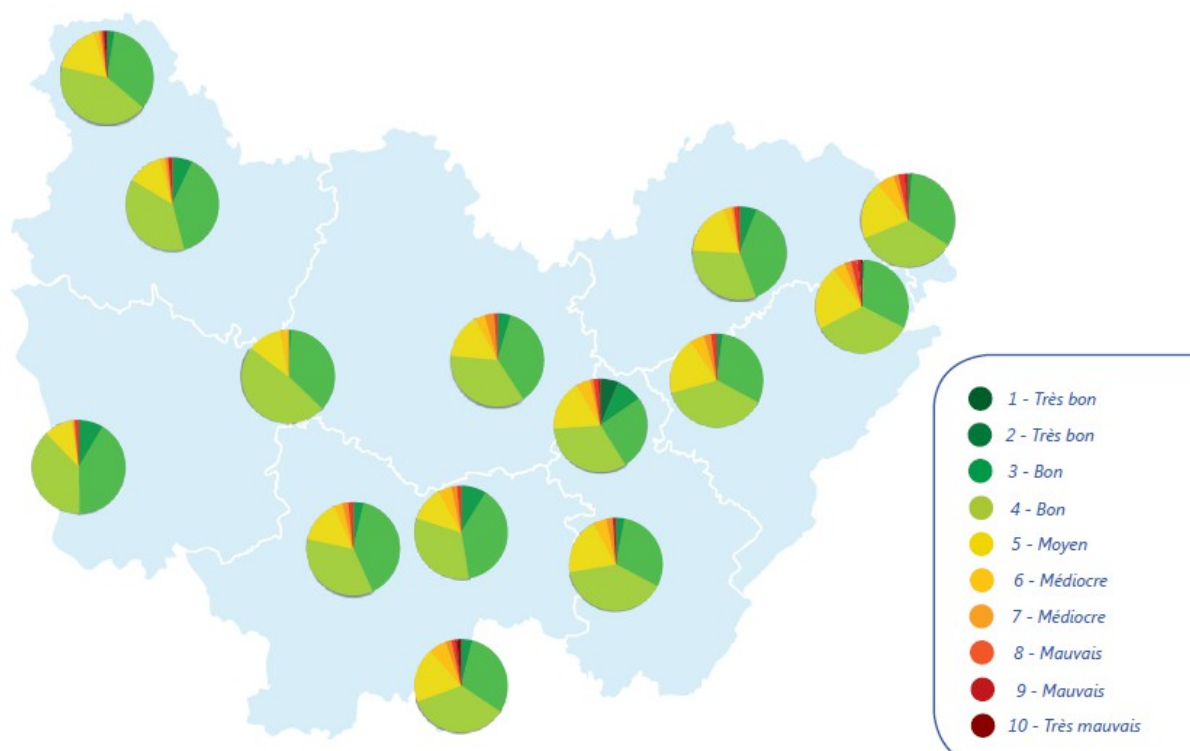 1 - Très bon
2 - Très bon
3 - Bon
4 - Bon
5 - Moyen
6 - Médiocre
7 - Médiocre
8 - Mauvais
9 - Mauvais
10 - Très mauvais